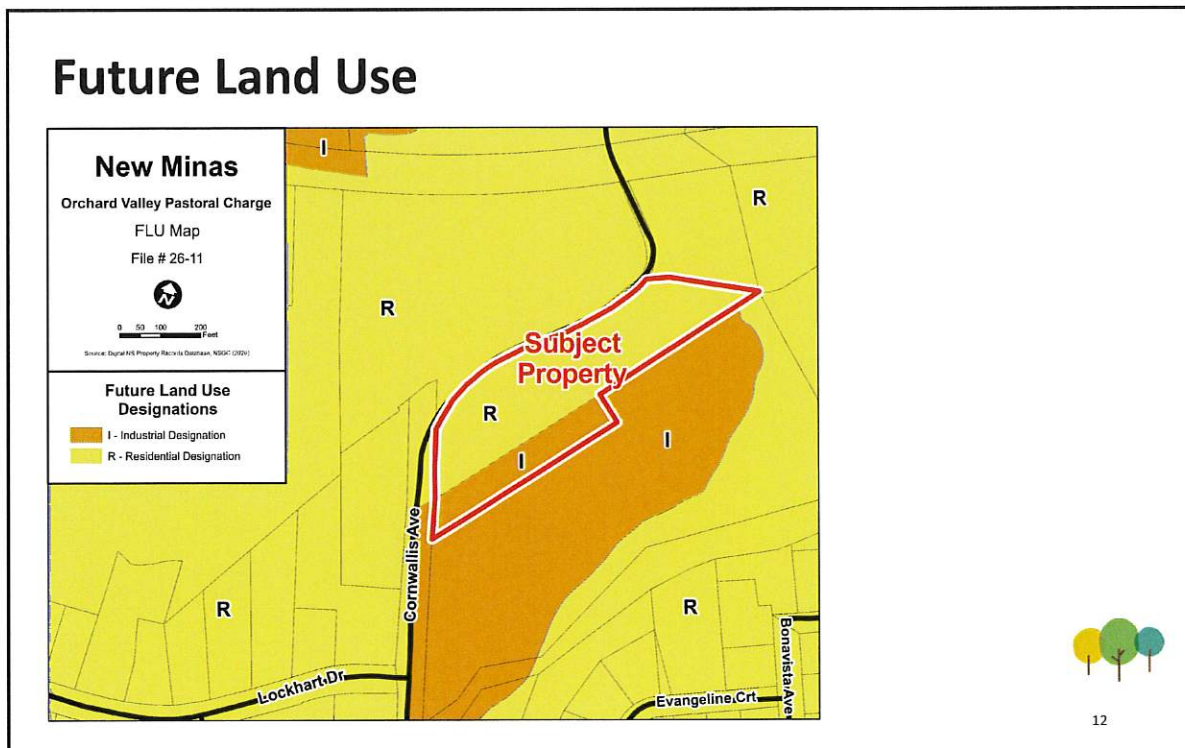 Future Land Use
New Minas
Orchard Valley Pastoral Charge
FLU Map
File # 26-11
N
0 50 100 200
Feet
Future Land Use
Designations
I - Industrial Designation
R - Residential Designation
I
R
R
Subject
Property
R
I
I
Cornwallis Ave
R
R
Lockhart Dr
Evangeline Crt
Bonavista Ave
12